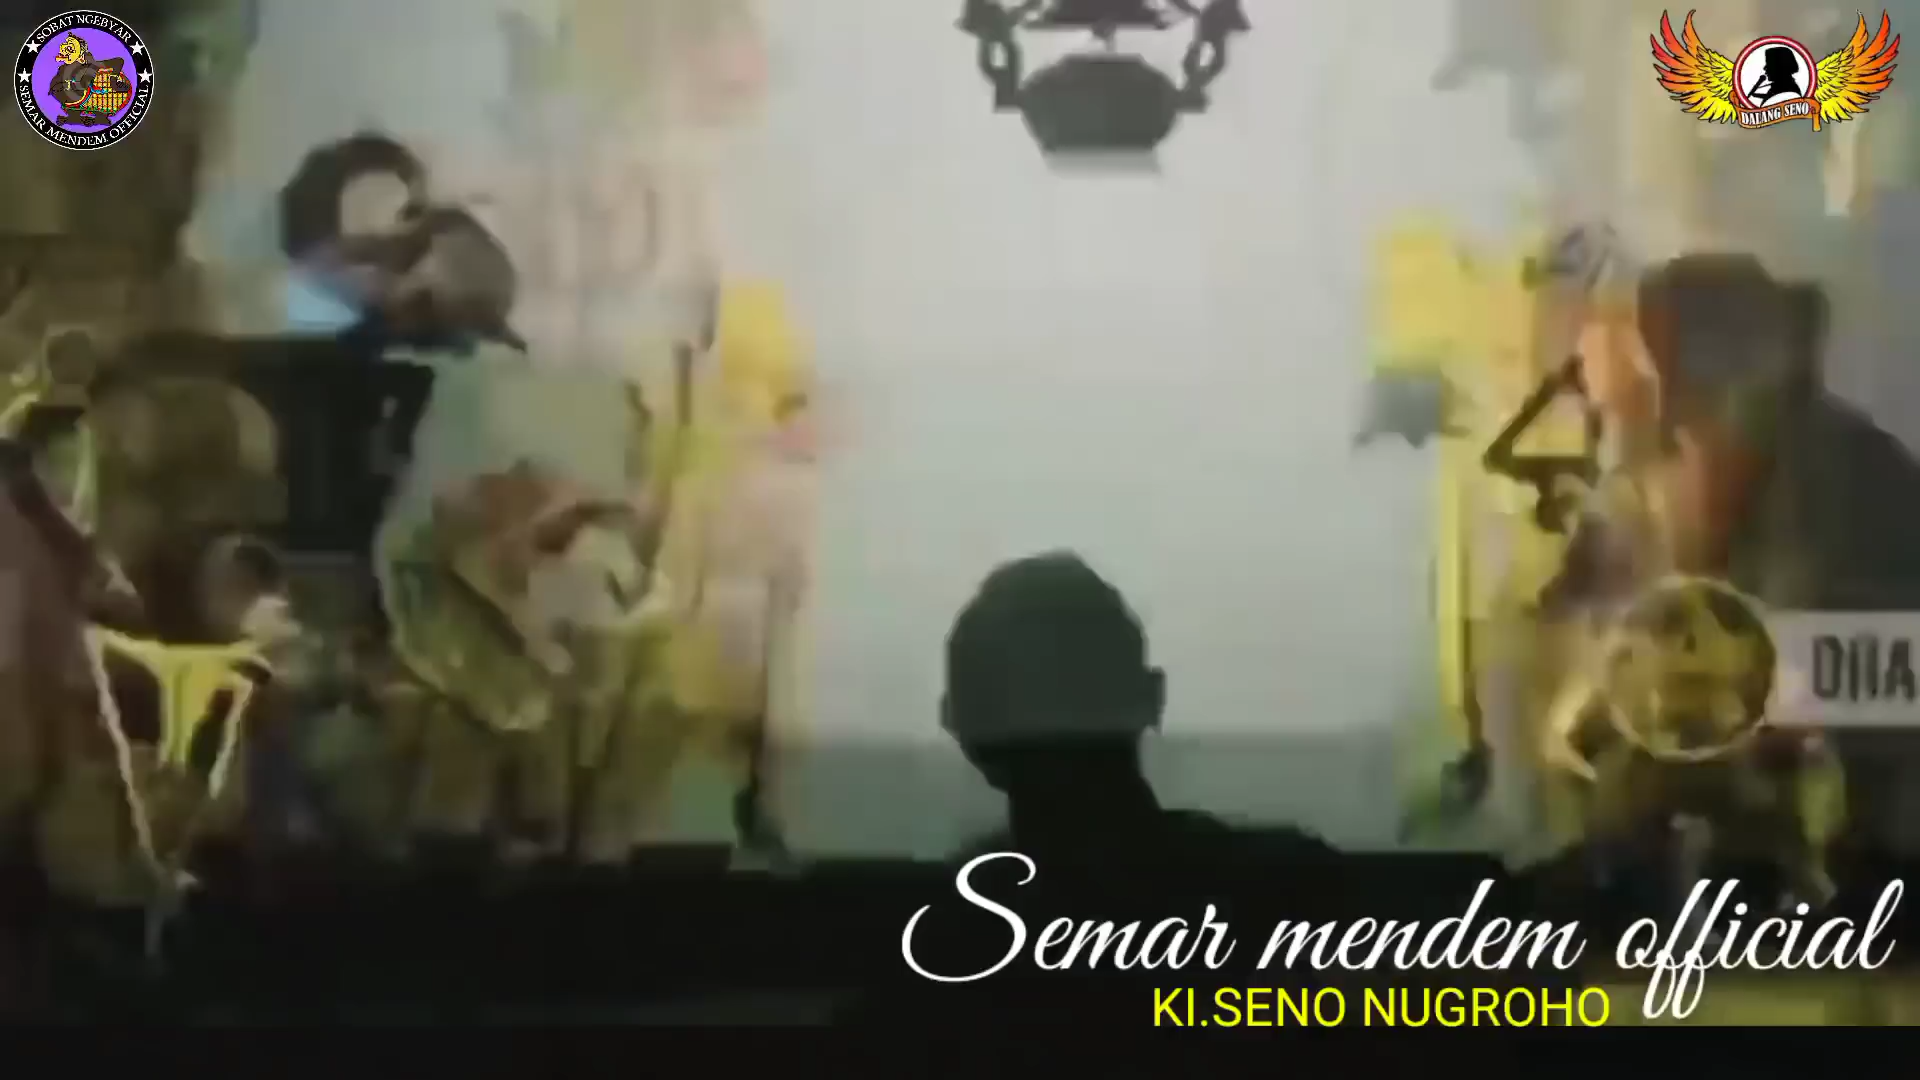 SOBAT NGEBYAR
SEMAR MENDEM OFFICIAL
DALANG SENO
Semar mendem official
KI.SENO NUGROHO